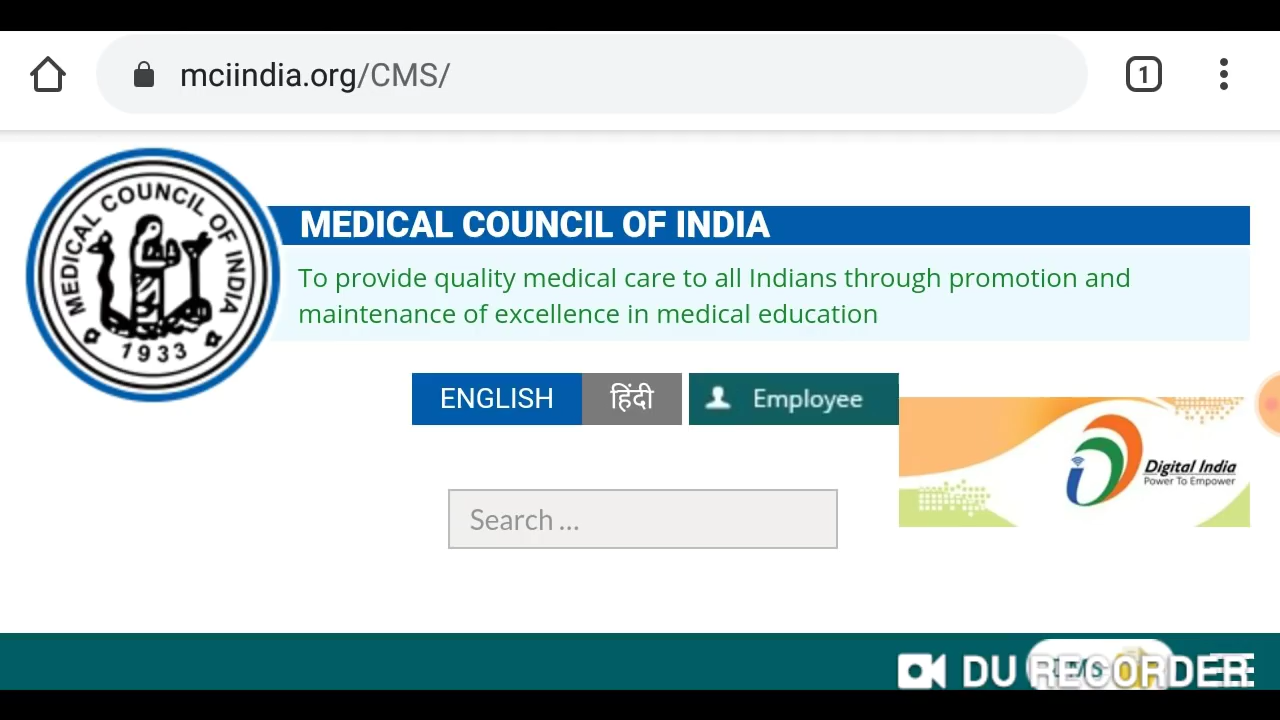 mciindia.org/CMS/
1
MEDICAL COUNCIL OF INDIA
1933
MEDICAL COUNCIL OF INDIA
To provide quality medical care to all Indians through promotion and
maintenance of excellence in medical education
ENGLISH
हिंदी
Employee
Digital India
Power To Empower
Search ...
DU RECORDER